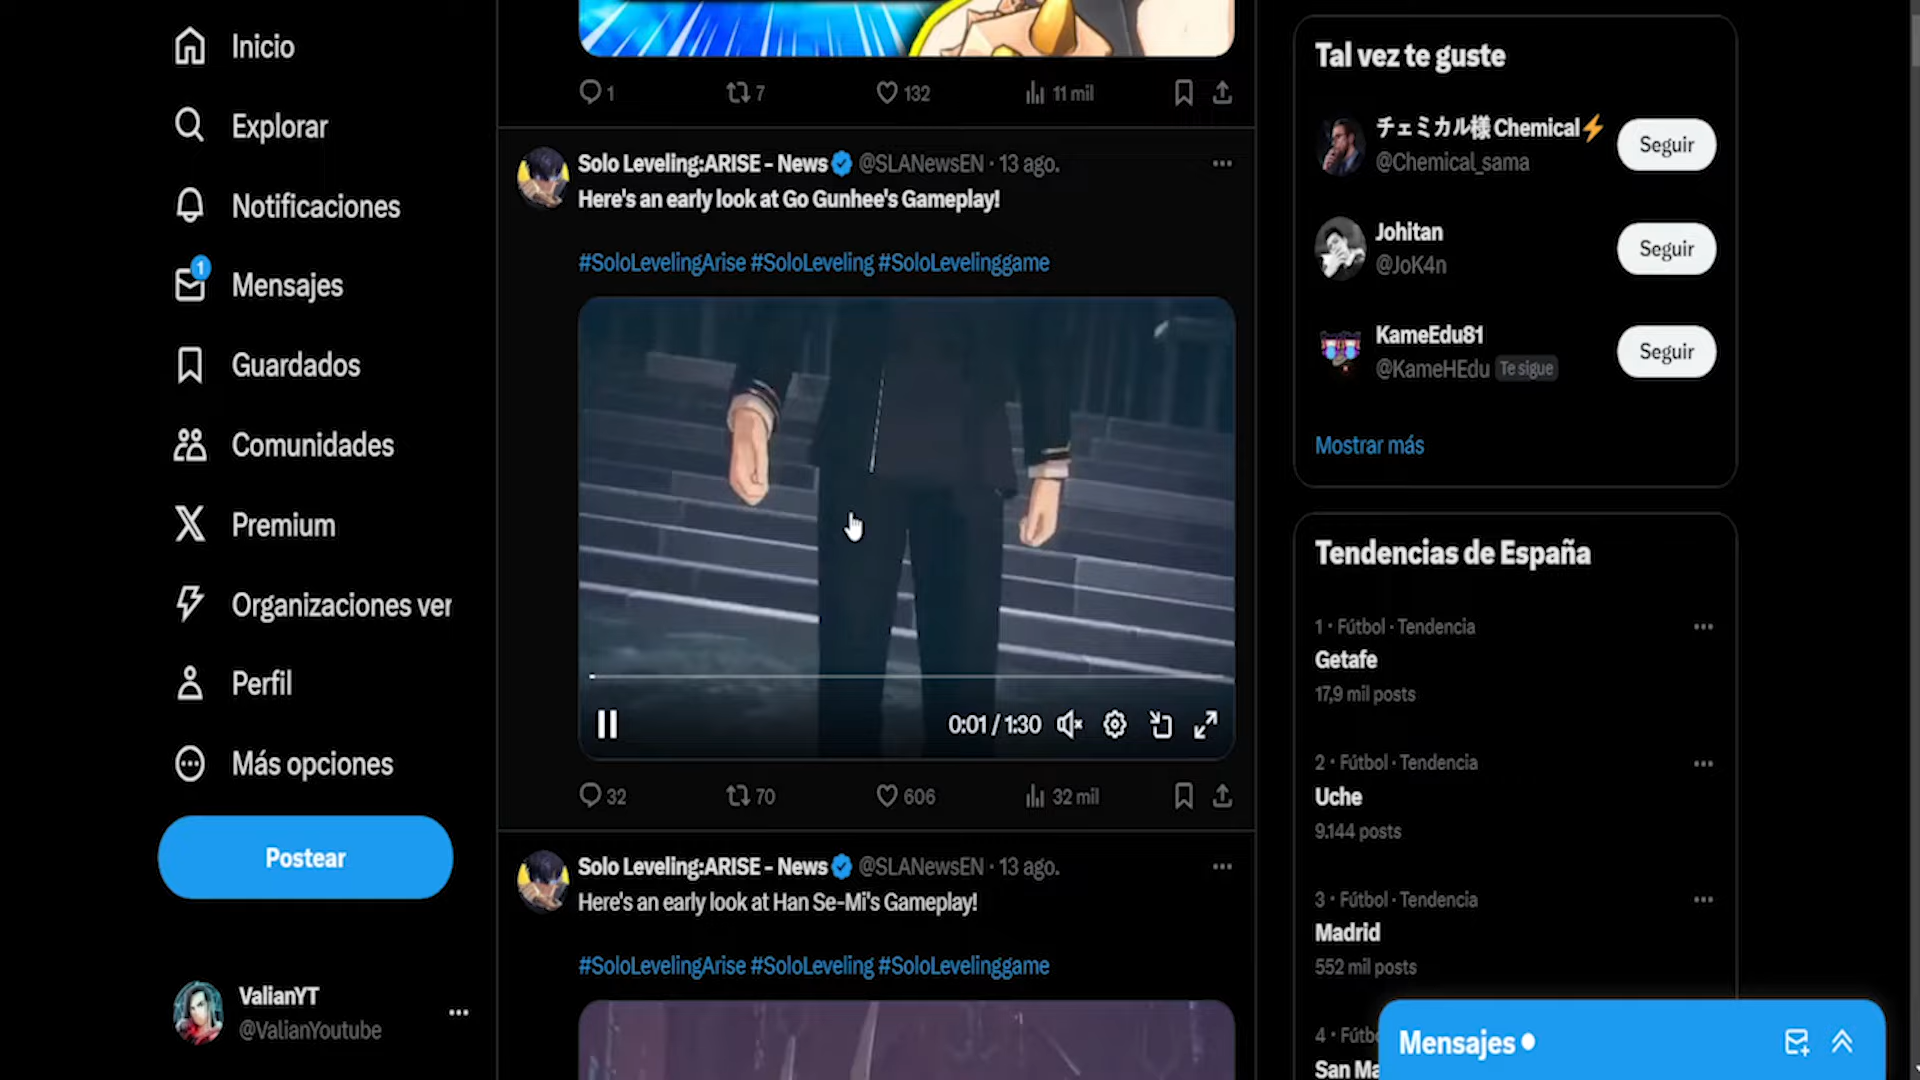 Inicio
Explorar
Notificaciones
1
Mensajes
Guardados
Comunidades
Premium
Organizaciones ver
Perfil
Más opciones
Postear
ValianYT
@ValianYoutube
1
7
132
11 mil
Solo Leveling:ARISE - News @SLANewsEN · 13 ago.
Here's an early look at Go Gunhee's Gameplay!
#SoloLevelingArise #SoloLeveling #SoloLevelinggame
0:01 / 1:30
32
70
606
32 mil
Solo Leveling:ARISE - News @SLANewsEN · 13 ago.
Here's an early look at Han Se-Mi's Gameplay!
#SoloLevelingArise #SoloLeveling #SoloLevelinggame
Tal vez te guste
チェミカル様 Chemical⚡
@Chemical_sama
Seguir
Johitan
@JoK4n
Seguir
KameEdu81
@KameHEdu Te sigue
Seguir
Mostrar más
Tendencias de España
1 · Fútbol · Tendencia
Getafe
17,9 mil posts
2 · Fútbol · Tendencia
Uche
9.144 posts
3 · Fútbol · Tendencia
Madrid
552 mil posts
4 · Fútbo
San Ma
Mensajes